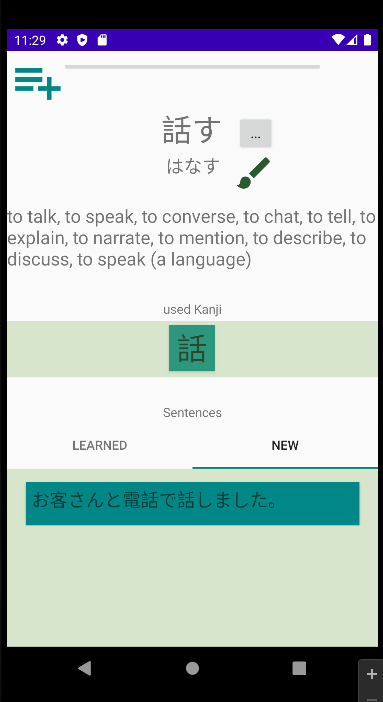 11:29
話す
...
はなす
to talk, to speak, to converse, to chat, to tell, to
explain, to narrate, to mention, to describe, to
discuss, to speak (a language)
used Kanji
話
Sentences
LEARNED NEW
お客さんと電話で話しました。